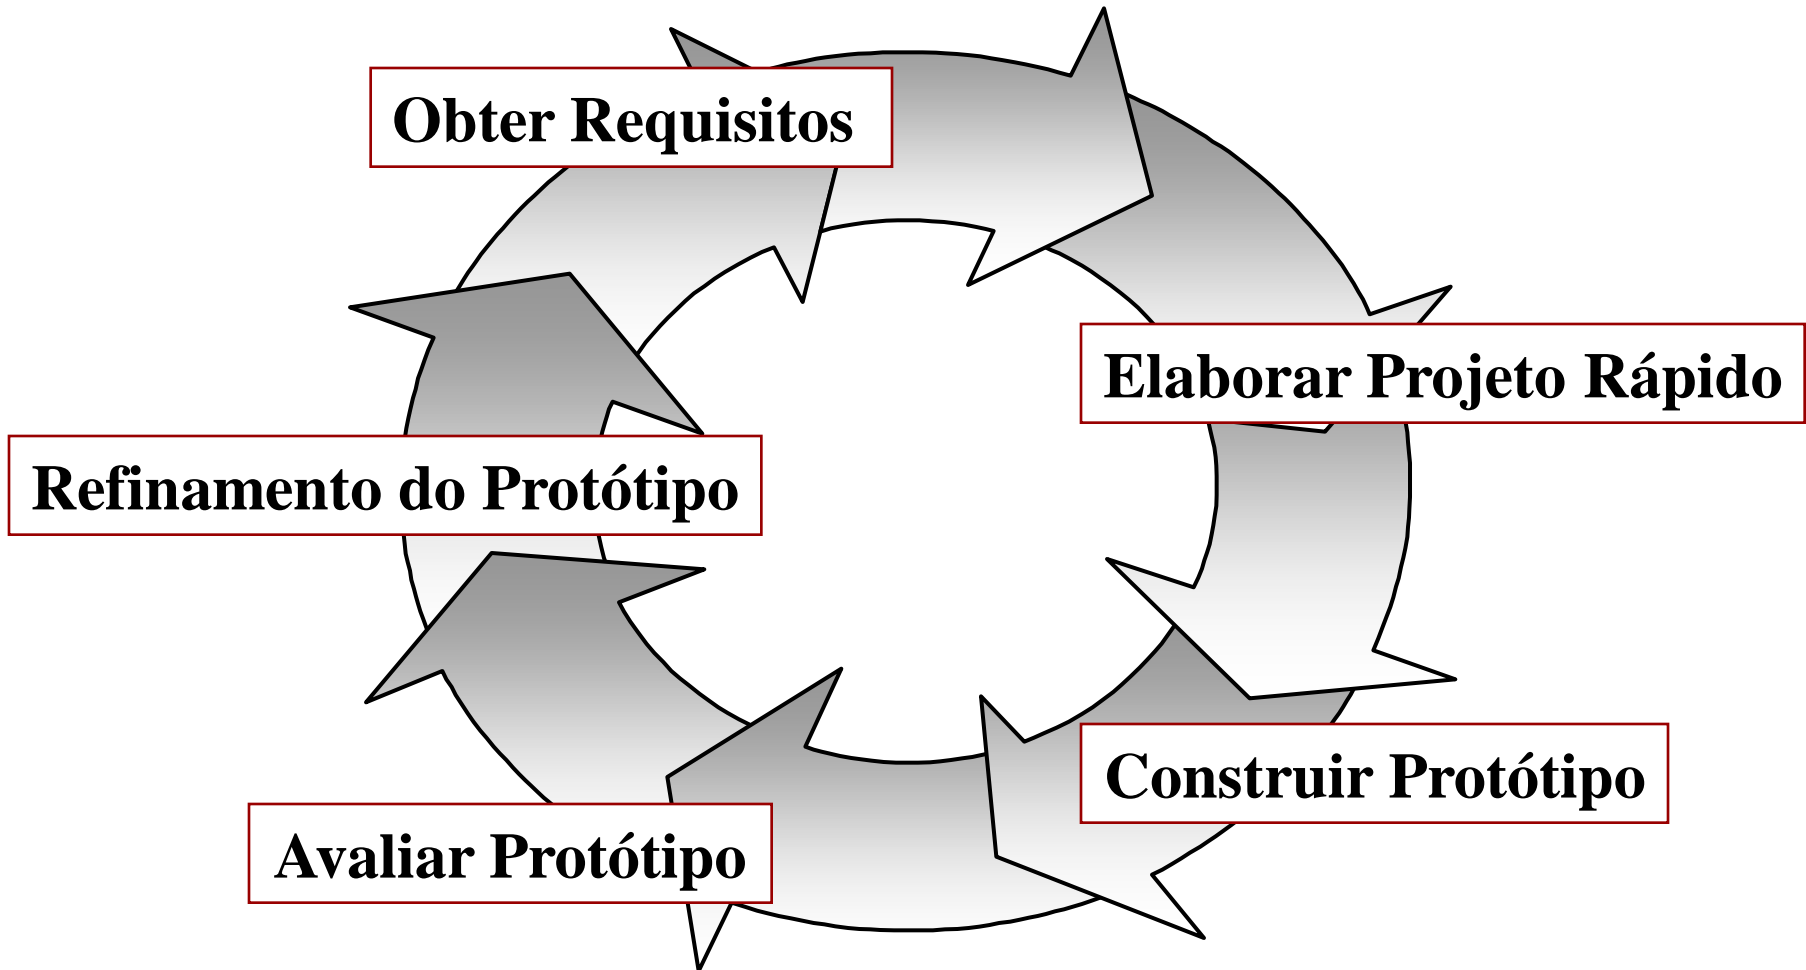 Obter Requisitos
Elaborar Projeto Rápido
Refinamento do Protótipo
Construir Protótipo
Avaliar Protótipo